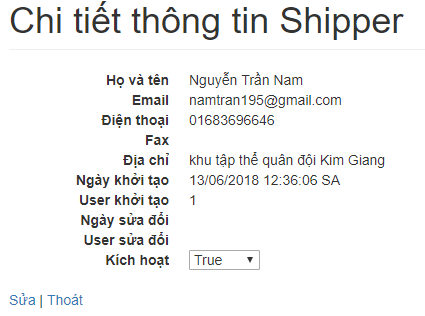 Chi tiết thông tin Shipper
Họ và tên Nguyễn Trần Nam
Email namtran195@gmail.com
Điện thoại 01683696646
Fax
Địa chỉ khu tập thể quân đội Kim Giang
Ngày khởi tạo 13/06/2018 12:36:06 SA
User khởi tạo 1
Ngày sửa đổi
User sửa đổi
Kích hoạt True
Sửa | Thoát